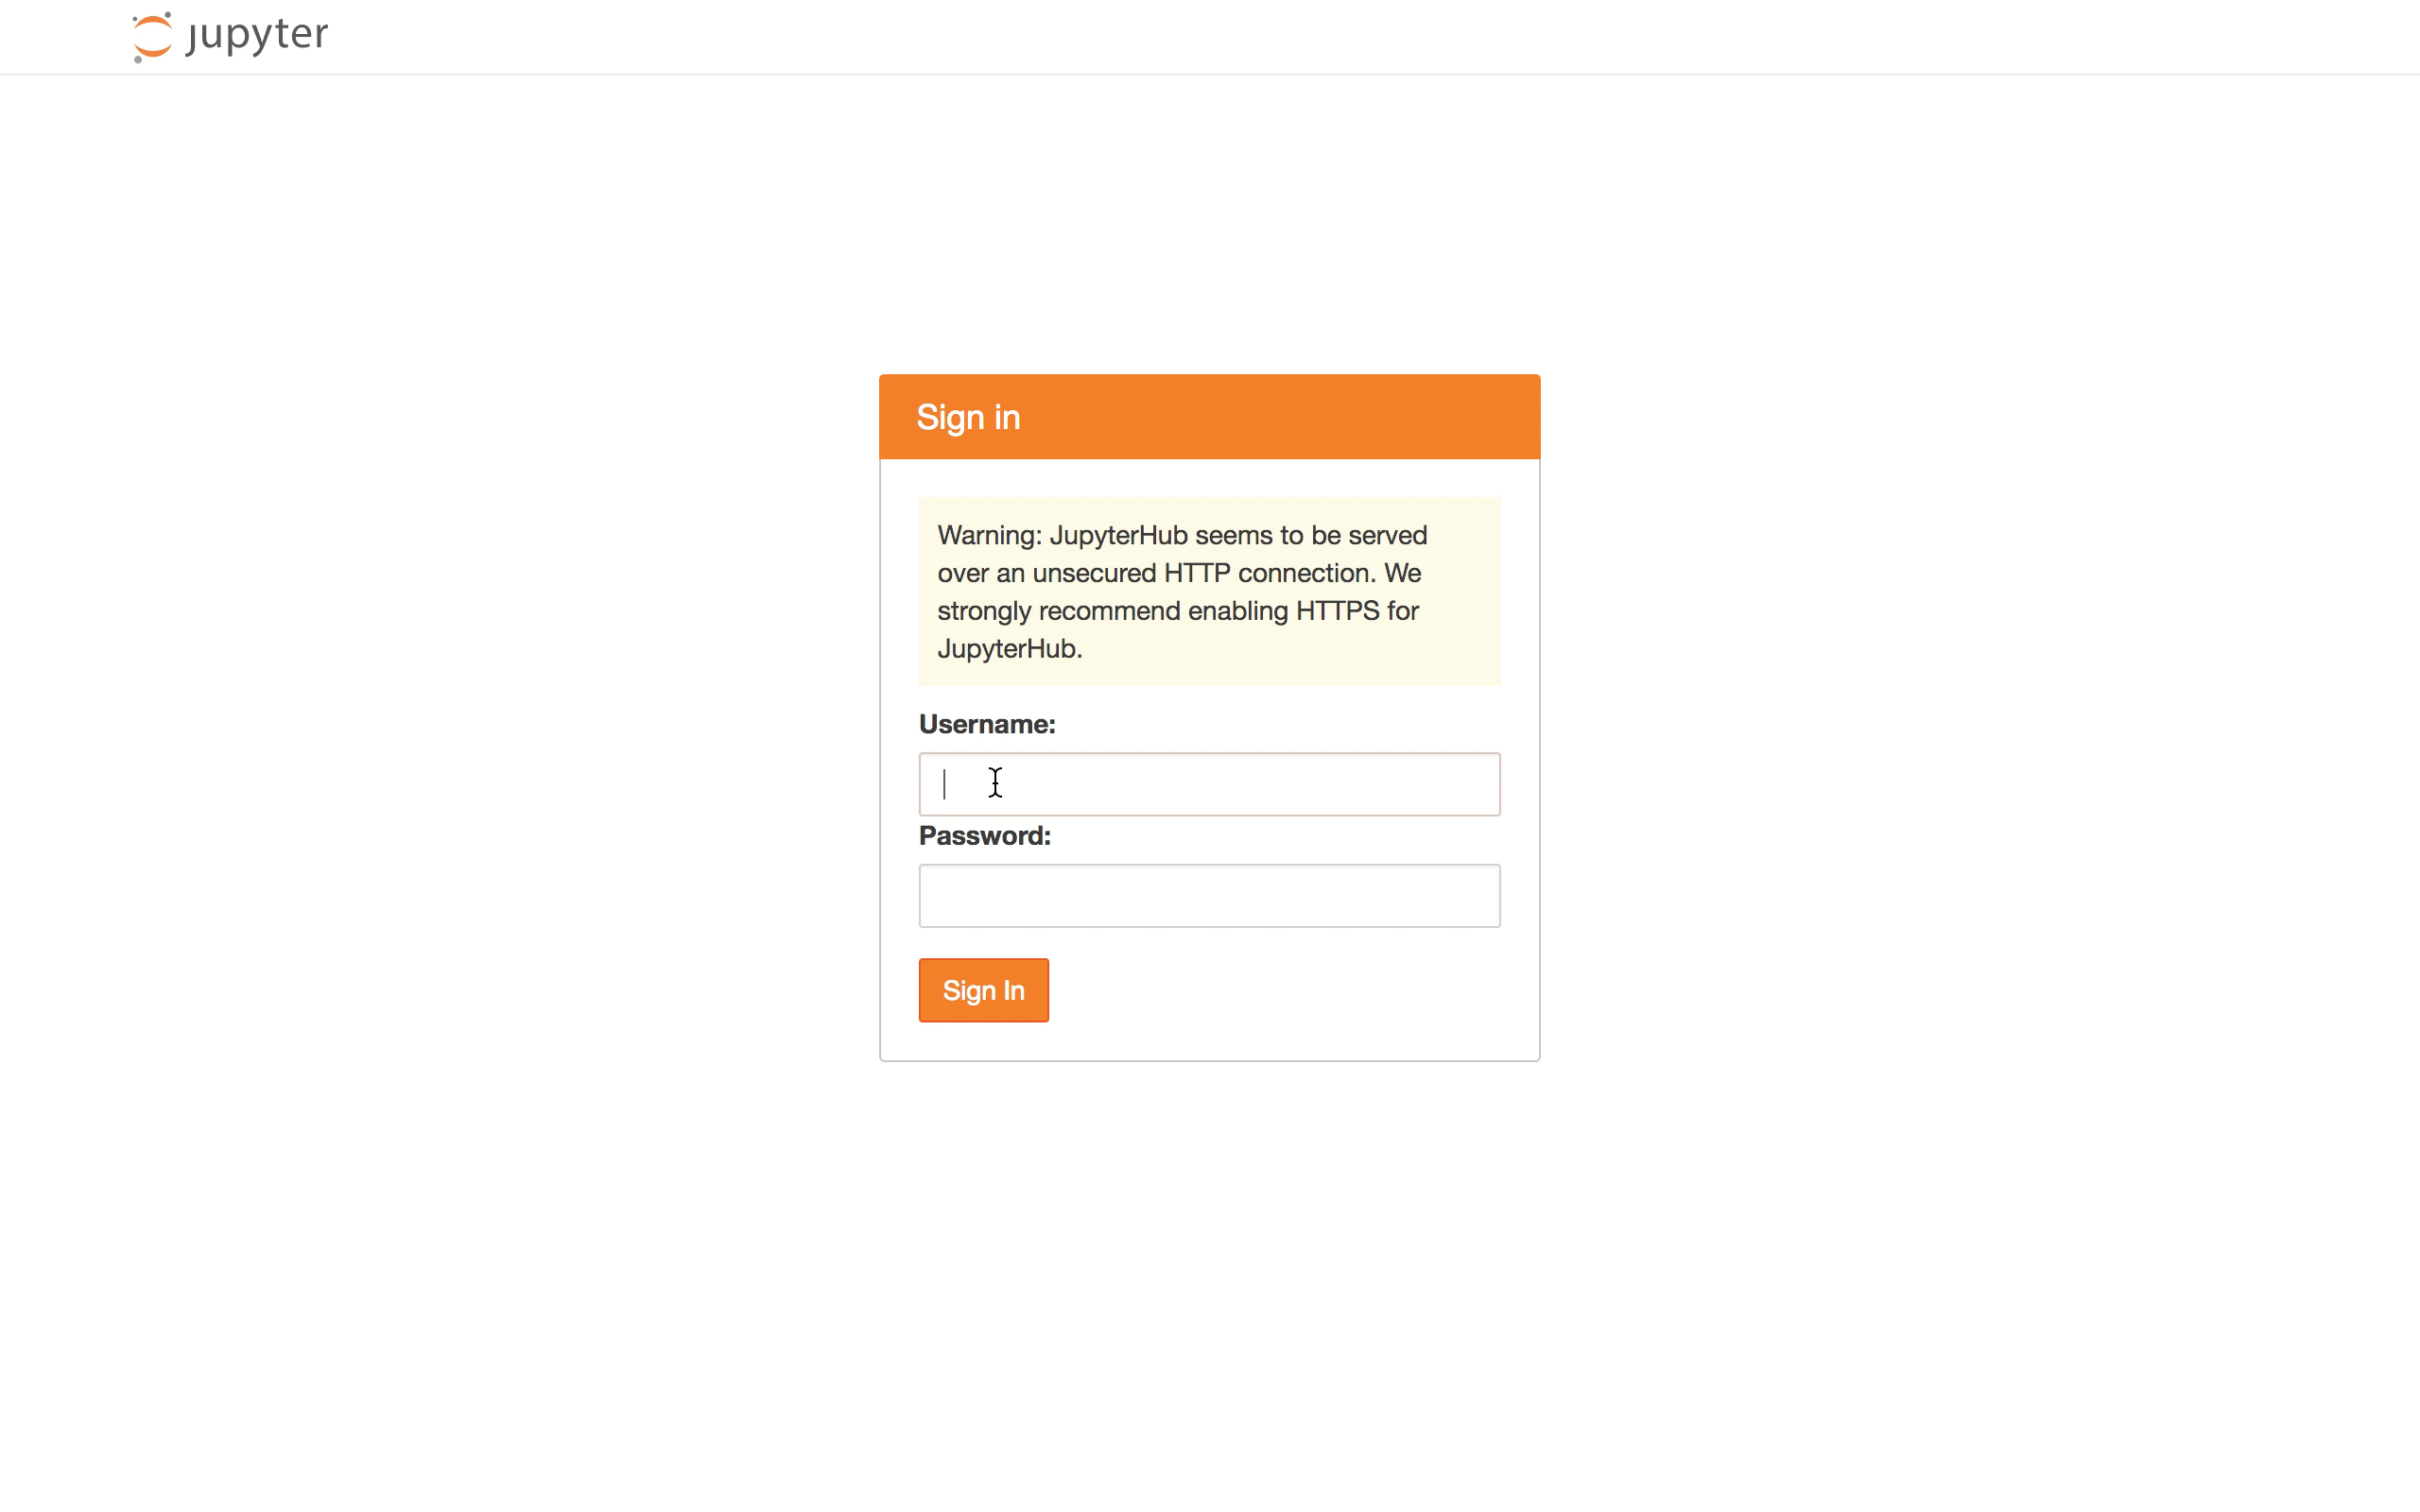 jupyter
Sign in
Warning: JupyterHub seems to be served
over an unsecured HTTP connection. We
strongly recommend enabling HTTPS for
JupyterHub.
Username:
Password:
Sign In